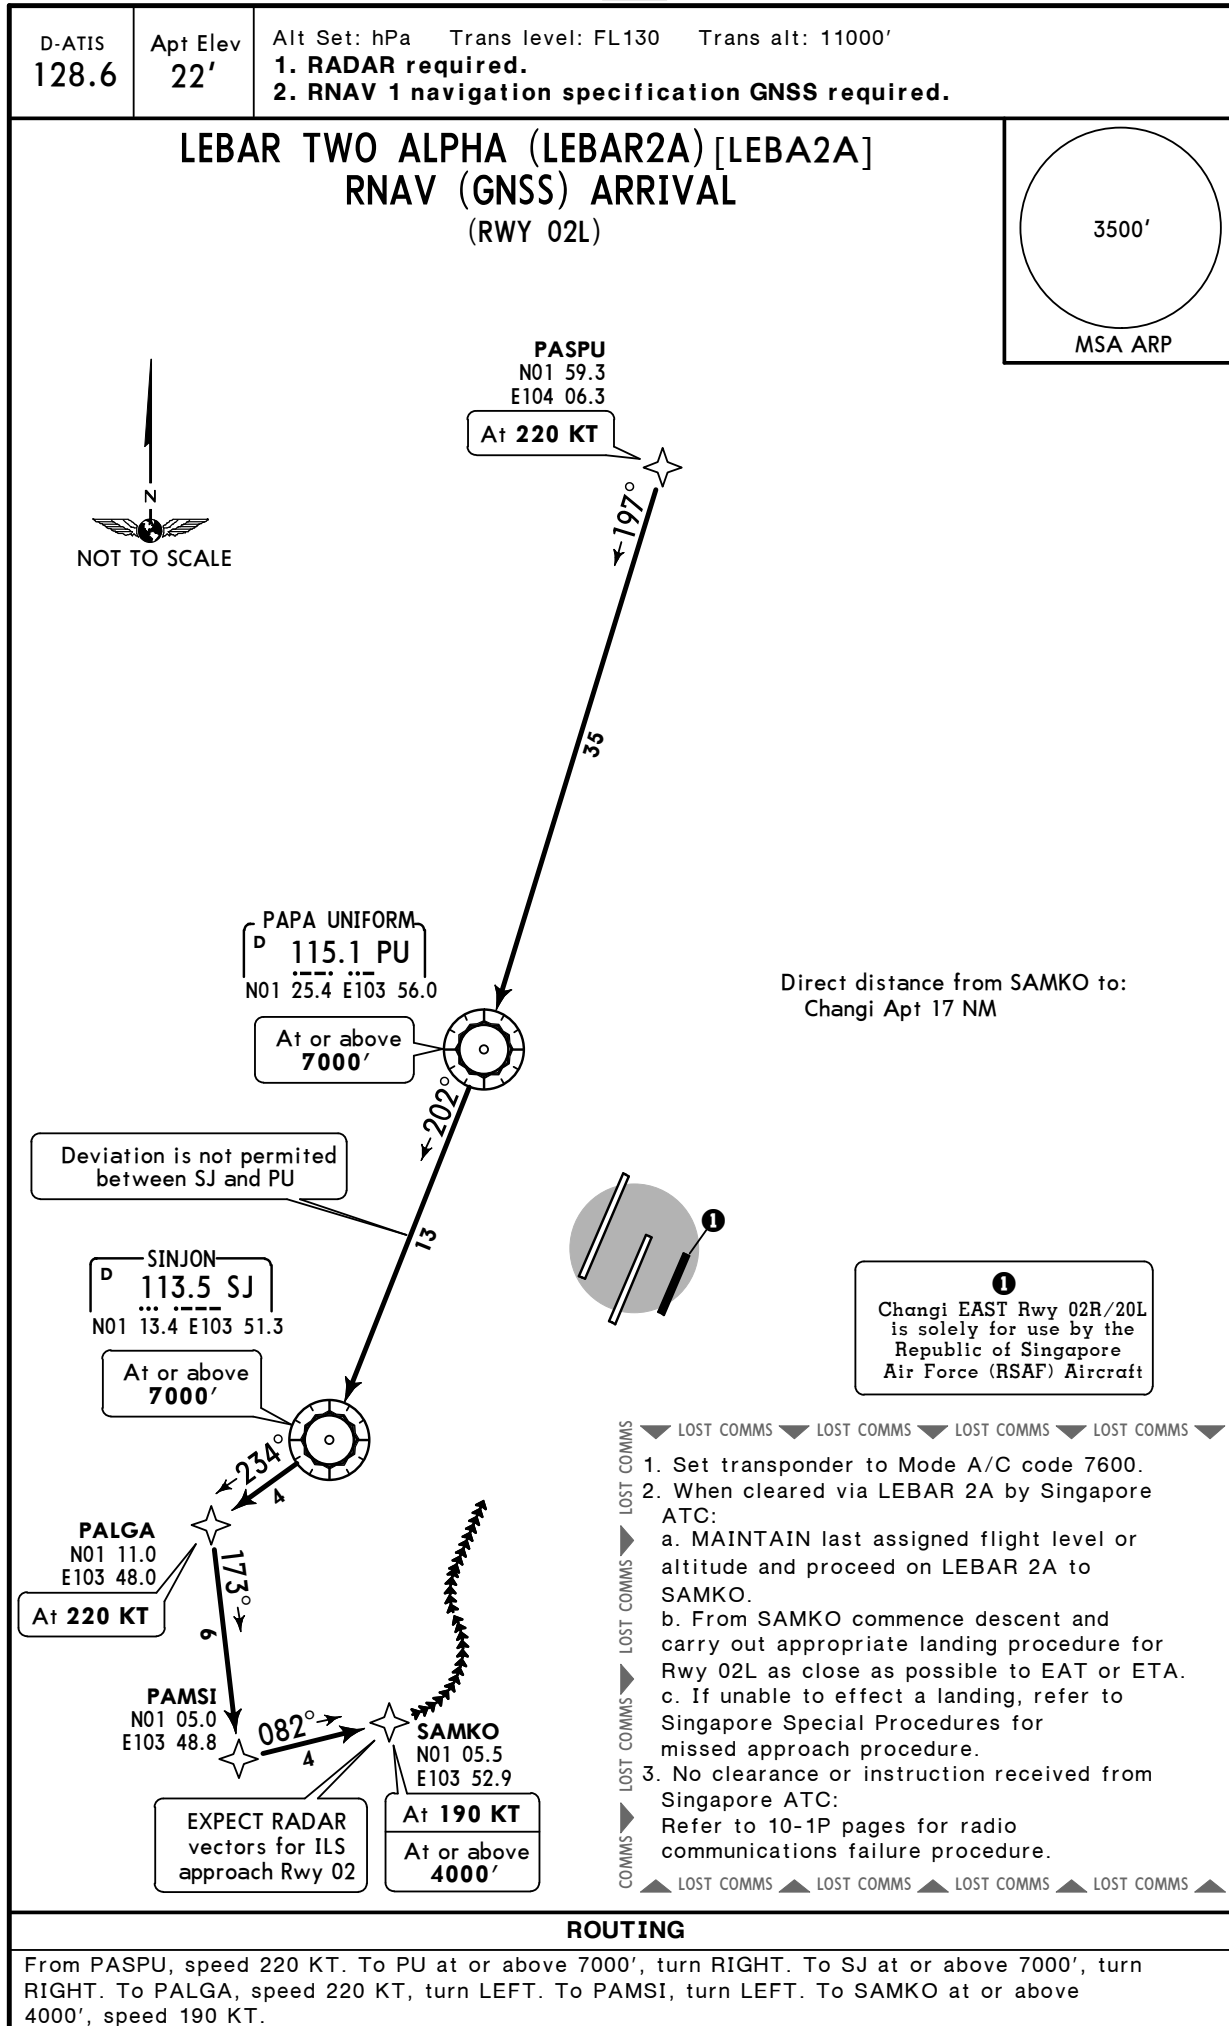 D-ATIS
128.6
Apt Elev
22'
Alt Set: hPa Trans level: FL130 Trans alt: 11000'
1. RADAR required.
2. RNAV 1 navigation specification GNSS required.
LEBAR TWO ALPHA (LEBAR2A) [LEBA2A]
RNAV (GNSS) ARRIVAL
(RWY 02L)
3500'
MSA ARP
PASPU
N01 59.3
E104 06.3
At 220 KT
N
NOT TO SCALE
197°
35
PAPA UNIFORM
D 115.1 PU
N01 25.4 E103 56.0
At or above
7000'
Direct distance from SAMKO to:
Changi Apt 17 NM
202°
Deviation is not permitted
between SJ and PU
13
1
SINJON
D 113.5 SJ
N01 13.4 E103 51.3
At or above
7000'
1
Changi EAST Rwy 02R/20L
is solely for use by the
Republic of Singapore
Air Force (RSAF) Aircraft
234°
4
PALGA
N01 11.0
E103 48.0
At 220 KT
173°
6
PAMSI
N01 05.0
E103 48.8
082°
4
SAMKO
N01 05.5
E103 52.9
At 190 KT
At or above
4000'
EXPECT RADAR
vectors for ILS
approach Rwy 02
LOST COMMS LOST COMMS LOST COMMS LOST COMMS
LOST COMMS LOST COMMS LOST COMMS COMMS
1. Set transponder to Mode A/C code 7600.
2. When cleared via LEBAR 2A by Singapore
ATC:
a. MAINTAIN last assigned flight level or
altitude and proceed on LEBAR 2A to
SAMKO.
b. From SAMKO commence descent and
carry out appropriate landing procedure for
Rwy 02L as close as possible to EAT or ETA.
c. If unable to effect a landing, refer to
Singapore Special Procedures for
missed approach procedure.
3. No clearance or instruction received from
Singapore ATC:
Refer to 10-1P pages for radio
communications failure procedure.
LOST COMMS LOST COMMS LOST COMMS LOST COMMS
ROUTING
From PASPU, speed 220 KT. To PU at or above 7000', turn RIGHT. To SJ at or above 7000', turn
RIGHT. To PALGA, speed 220 KT, turn LEFT. To PAMSI, turn LEFT. To SAMKO at or above
4000', speed 190 KT.